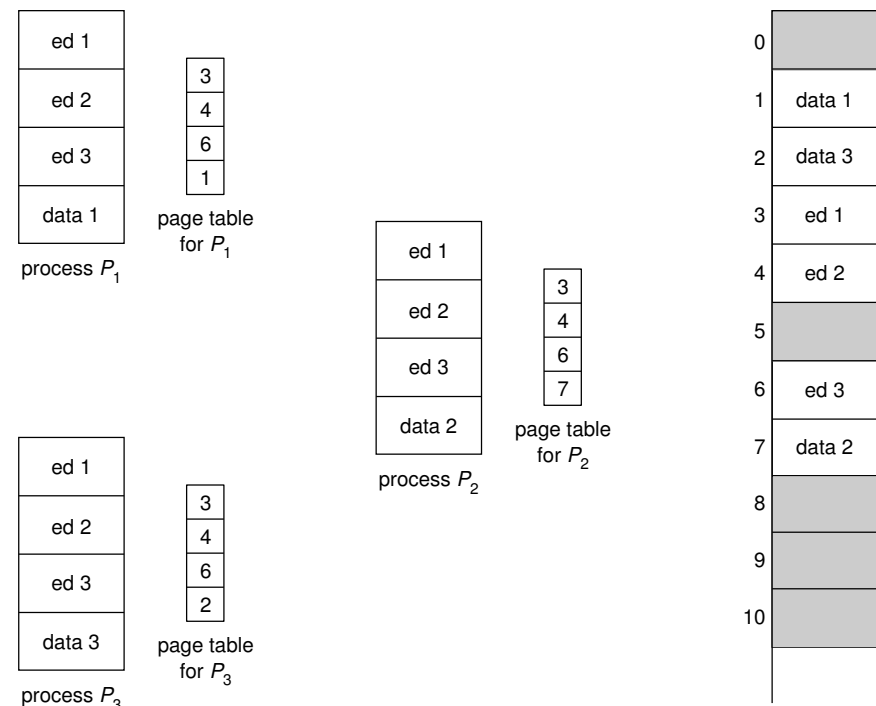 ed 1
ed 2
ed 3
data 1
process P1
3
4
6
1
page table
for P1
ed 1
ed 2
ed 3
data 2
process P2
3
4
6
7
page table
for P2
ed 1
ed 2
ed 3
data 3
process P3
3
4
6
2
page table
for P3
0
1 data 1
2 data 3
3 ed 1
4 ed 2
5
6 ed 3
7 data 2
8
9
10